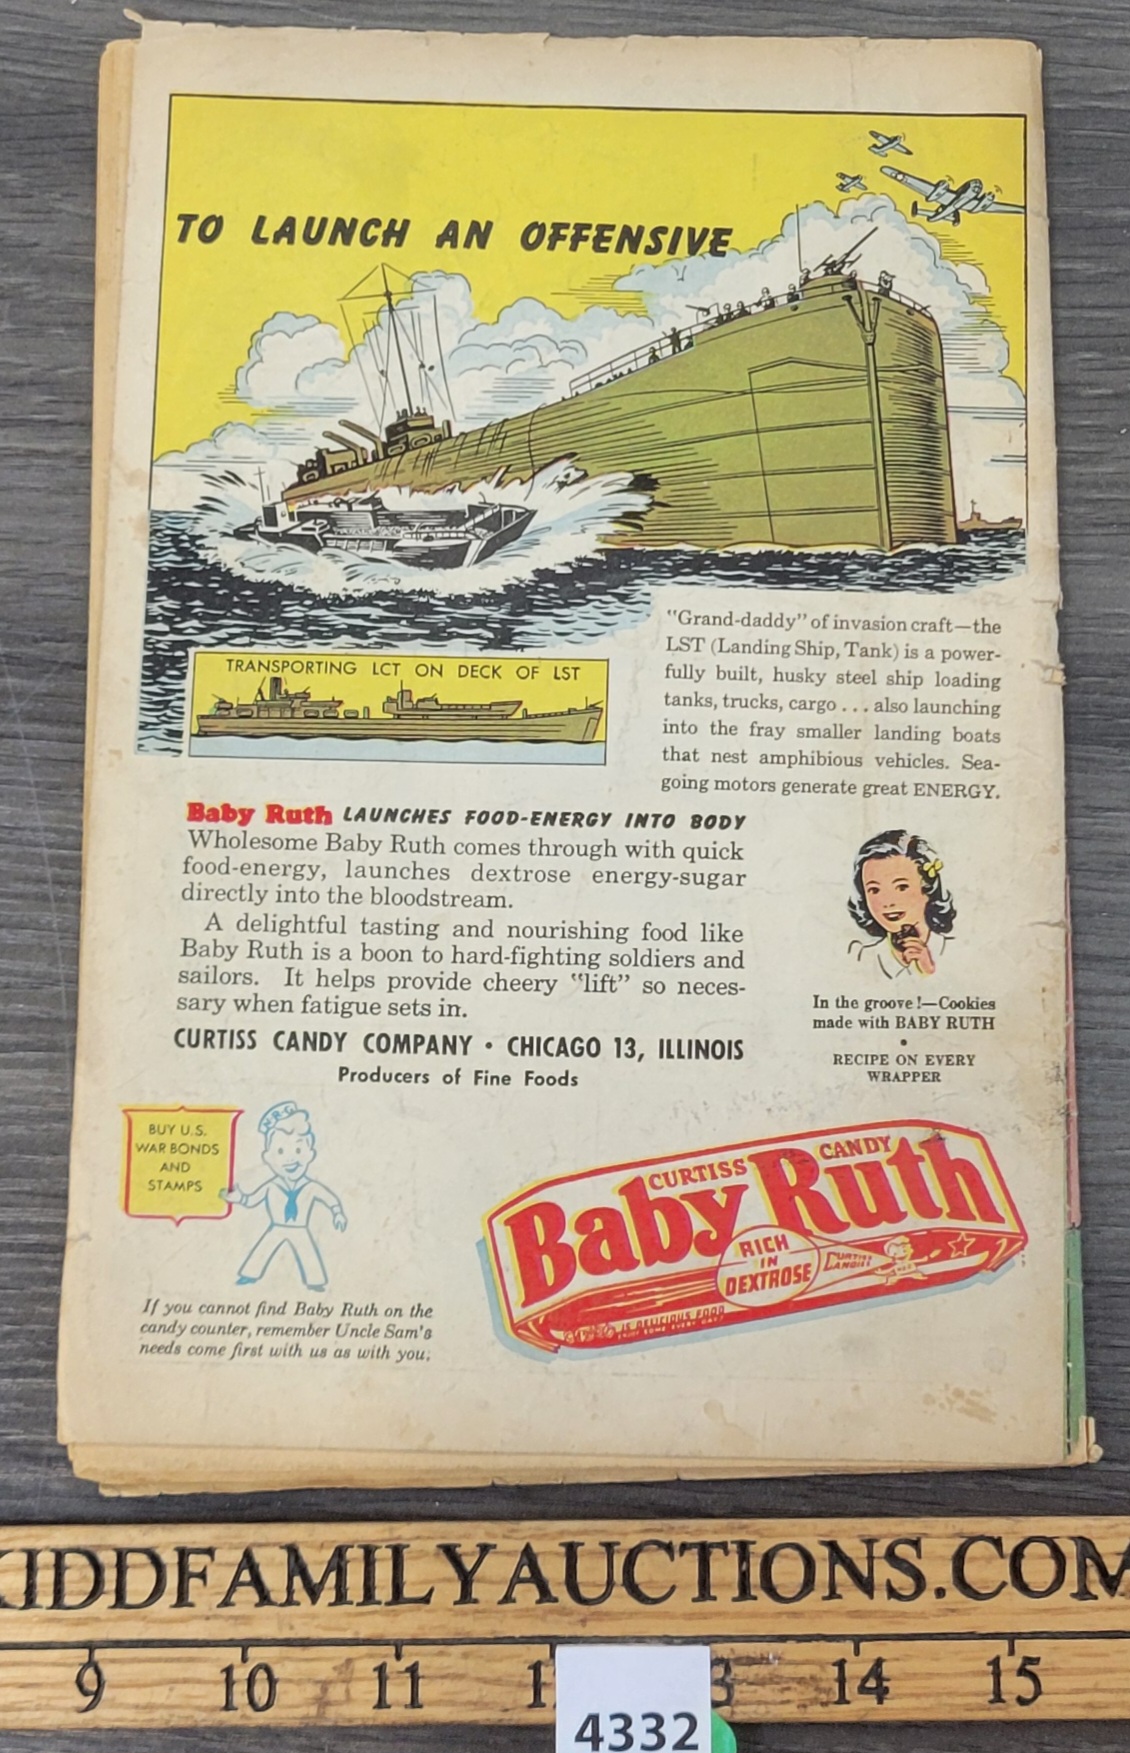 TO LAUNCH AN OFFENSIVE
"Grand-daddy" of invasion craft—the
LST (Landing Ship, Tank) is a power-
fully built, husky steel ship loading
tanks, trucks, cargo . . . also launching
into the fray smaller landing boats
that nest amphibious vehicles. Sea-
going motors generate great ENERGY.
TRANSPORTING LCT ON DECK OF LST
Baby Ruth LAUNCHES FOOD-ENERGY INTO BODY
Wholesome Baby Ruth comes through with quick
food-energy, launches dextrose energy-sugar
directly into the bloodstream.
A delightful tasting and nourishing food like
Baby Ruth is a boon to hard-fighting soldiers and
sailors. It helps provide cheery "lift" so neces-
sary when fatigue sets in.
CURTISS CANDY COMPANY • CHICAGO 13, ILLINOIS
Producers of Fine Foods
In the groove!—Cookies
made with BABY RUTH
•
RECIPE ON EVERY
WRAPPER
N-R-G
BUY U.S.
WAR BONDS
AND
STAMPS
If you cannot find Baby Ruth on the
candy counter, remember Uncle Sam's
needs come first with us as with you.
CURTISS CANDY
Baby Ruth
RICH
IN
DEXTROSE
CURTISS
CANDIES
IS DELICIOUS FOOD
KIDDFAMILYAUCTIONS.COM
9 10 11 1 3 14 15
4332